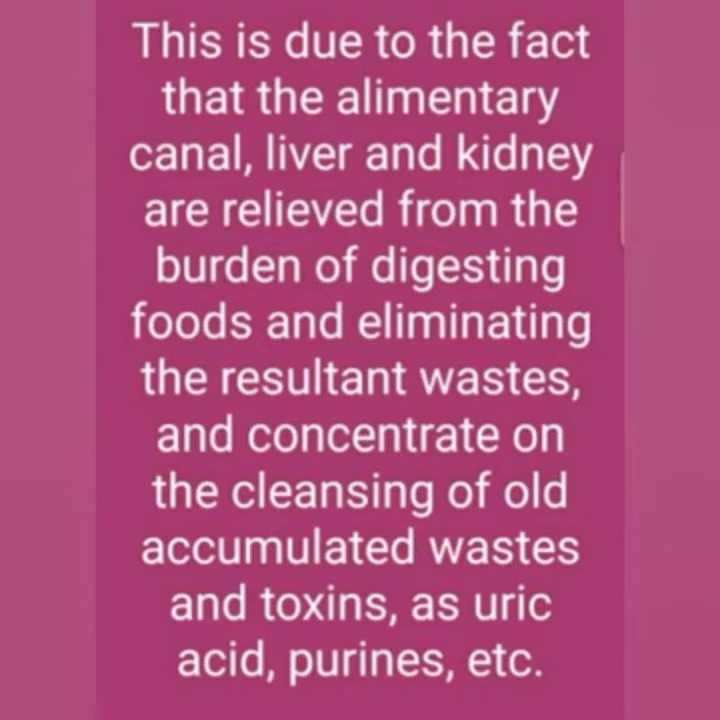 This is due to the fact
that the alimentary
canal, liver and kidney
are relieved from the
burden of digesting
foods and eliminating
the resultant wastes,
and concentrate on
the cleansing of old
accumulated wastes
and toxins, as uric
acid, purines, etc.